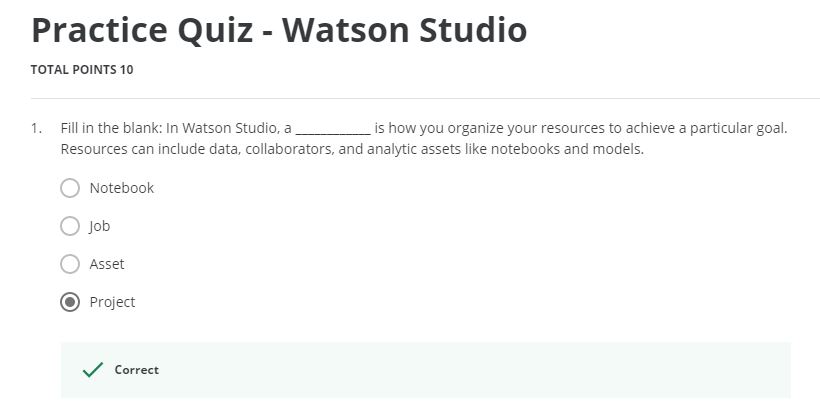 Practice Quiz - Watson Studio
TOTAL POINTS 10
1. Fill in the blank: In Watson Studio, a ____________ is how you organize your resources to achieve a particular goal.
Resources can include data, collaborators, and analytic assets like notebooks and models.
Notebook
Job
Asset
Project
Correct